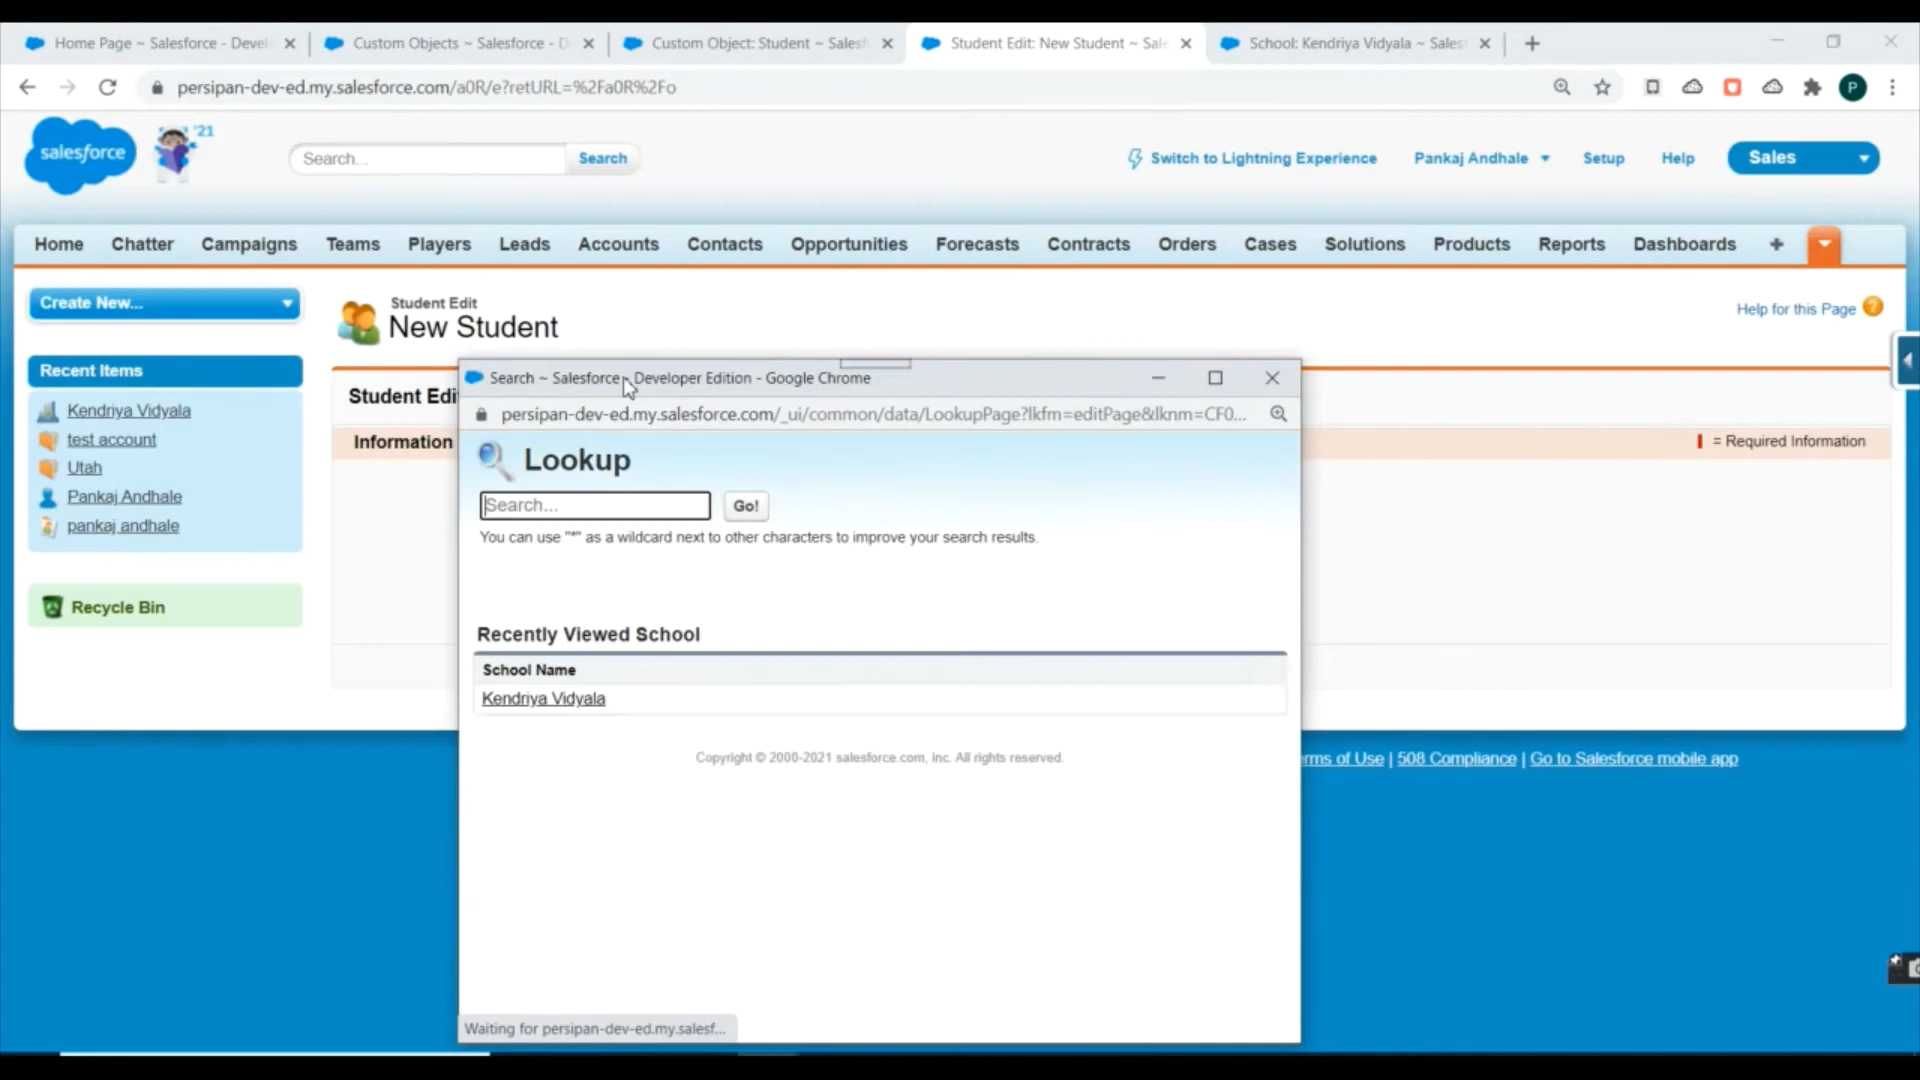 Home Page ~ Salesforce - Devel
Custom Objects ~ Salesforce - D
Custom Object: Student ~ Salesf
Student Edit: New Student ~ Sale
School: Kendriya Vidyala ~ Sales
persipan-dev-ed.my.salesforce.com/a0R/e?retURL=%2Fa0R%2Fo
P
salesforce
'21
Search...
Search
Switch to Lightning Experience
Pankaj Andhale
Setup
Help
Sales
Home
Chatter
Campaigns
Teams
Players
Leads
Accounts
Contacts
Opportunities
Forecasts
Contracts
Orders
Cases
Solutions
Products
Reports
Dashboards
+
Create New...
Recent Items
Kendriya Vidyala
test account
Utah
Pankaj Andhale
pankaj andhale
Recycle Bin
Student Edit
New Student
Help for this Page ?
Student Edi
Information
= Required Information
Search ~ Salesforce - Developer Edition - Google Chrome
persipan-dev-ed.my.salesforce.com/_ui/common/data/LookupPage?lkfm=editPage&lknm=CF0...
Lookup
Search...
Go!
You can use "*" as a wildcard next to other characters to improve your search results.
Recently Viewed School
School Name
Kendriya Vidyala
Copyright © 2000-2021 salesforce.com, inc. All rights reserved.
erms of Use | 508 Compliance | Go to Salesforce mobile app
Waiting for persipan-dev-ed.my.salesf...